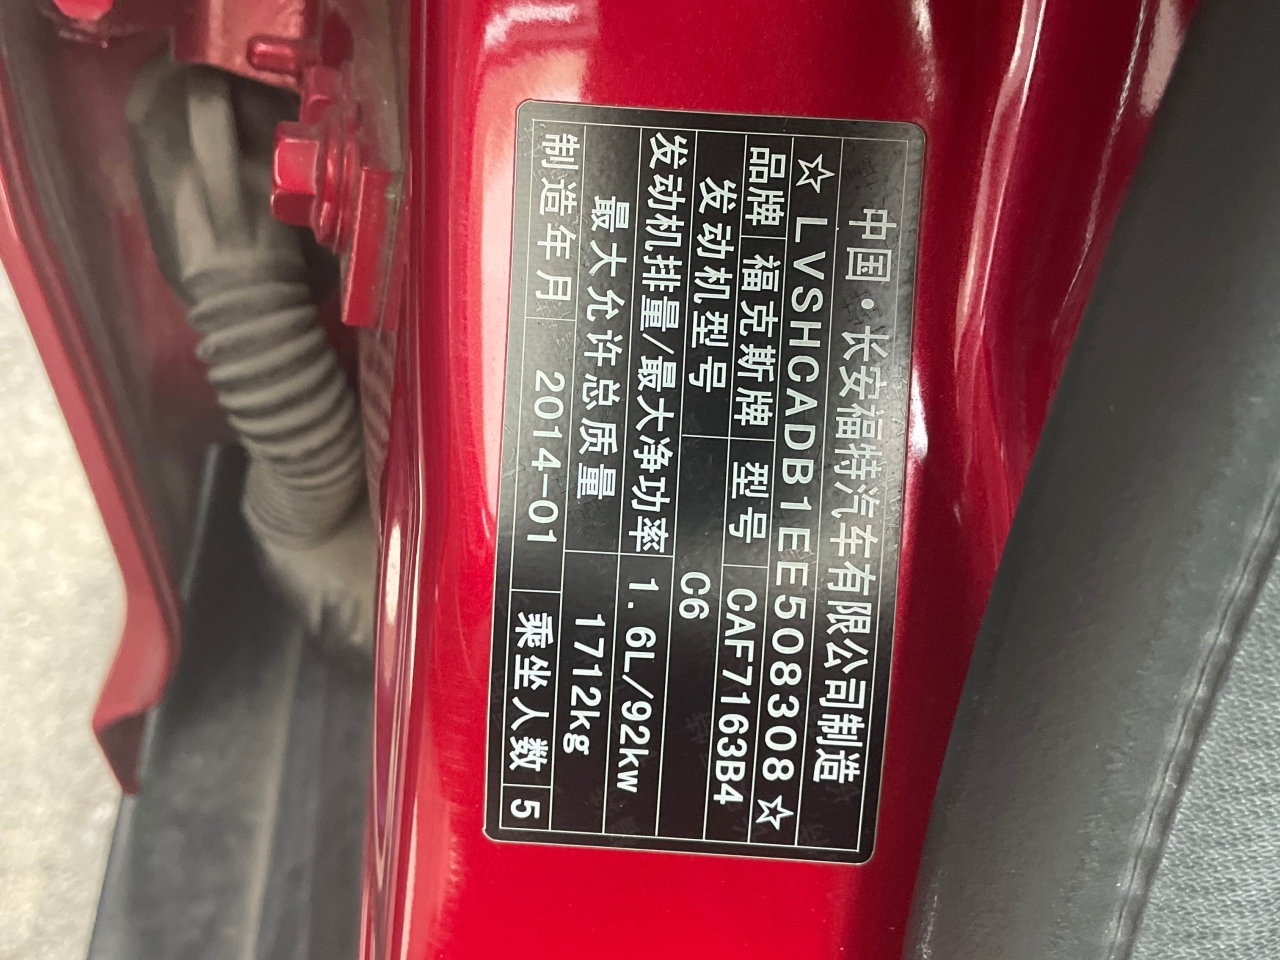 中国·长安福特汽车有限公司制造
☆LVSHCADB1EE508308☆
品牌 福克斯牌 型号 CAF7163B4
发动机型号 C6
发动机排量/最大净功率 1.6L/92kw
最大允许总质量 1712kg
制造年月 2014-01 乘坐人数 5